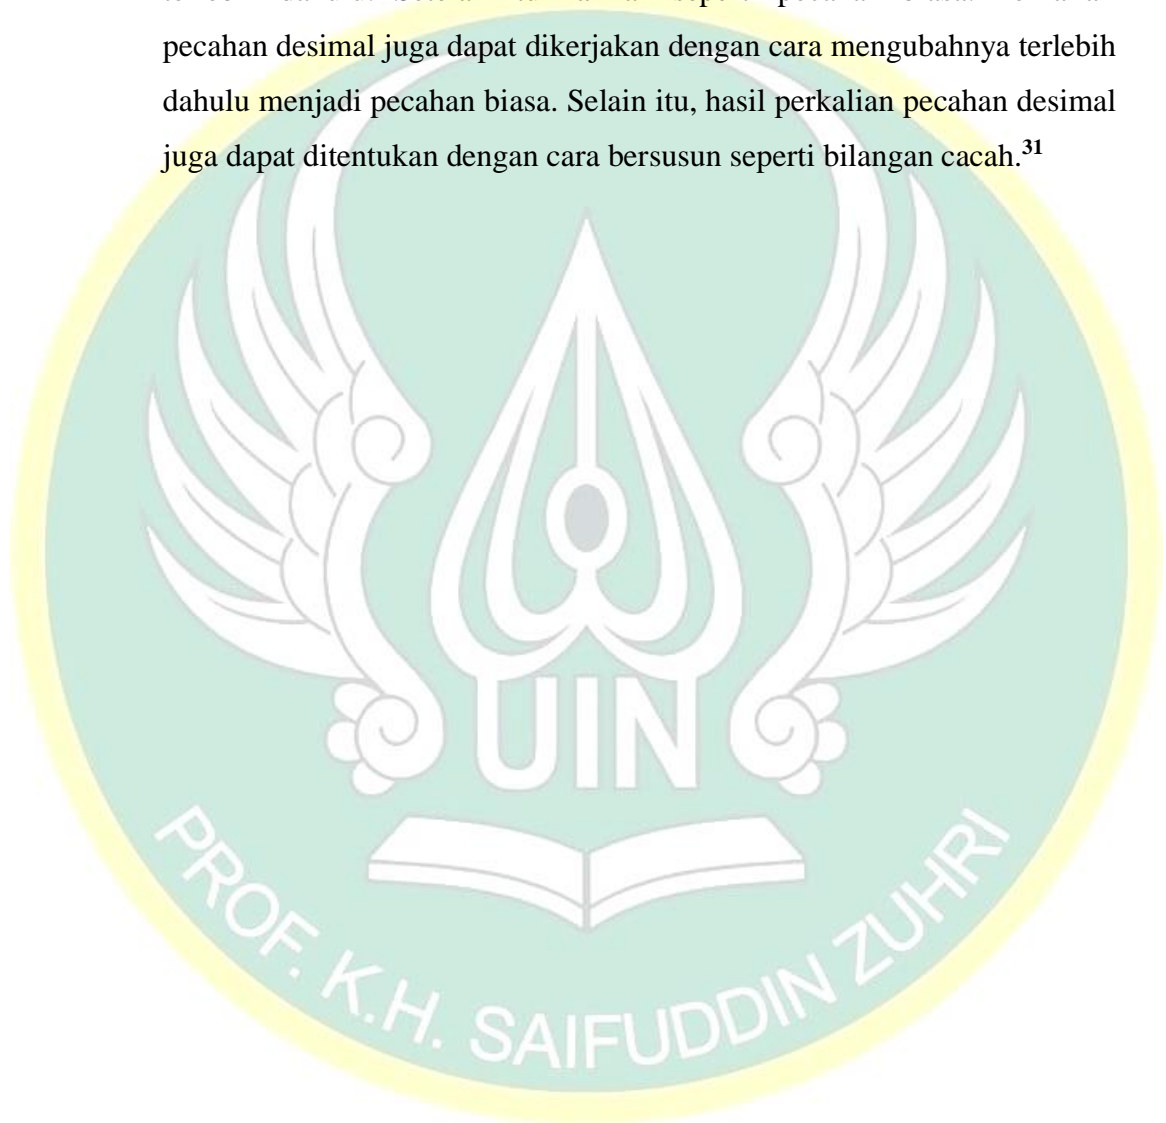 pecahan desimal juga dapat dikerjakan dengan cara mengubahnya terlebih
dahulu menjadi pecahan biasa. Selain itu, hasil perkalian pecahan desimal
juga dapat ditentukan dengan cara bersusun seperti bilangan cacah.31
UIN
PROF. K.H. SAIFUDDIN ZUHRI